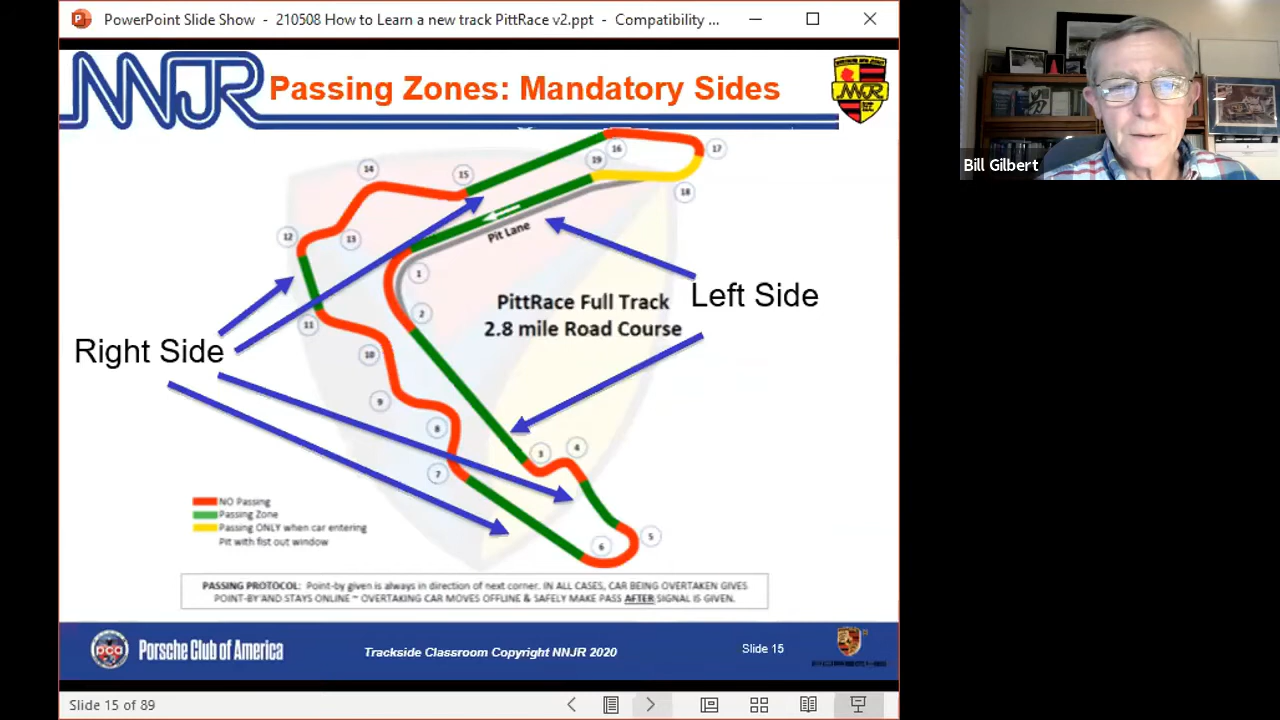 PowerPoint Slide Show - 210508 How to Learn a new track PittRace v2.ppt - Compatibility ...
NNJR
Passing Zones: Mandatory Sides
Bill Gilbert
16
17
14
15
19
18
12
13
Pit Lane
1
PittRace Full Track
2.8 mile Road Course
Left Side
2
11
Right Side
10
9
8
3
4
7
5
6
NO Passing
Passing Zone
Passing ONLY when car entering
Pit with fist out window
PASSING PROTOCOL: Point-by given is always in direction of next corner. IN ALL CASES, CAR BEING OVERTAKEN GIVES
POINT-BY AND STAYS ONLINE ~ OVERTAKING CAR MOVES OFFLINE & SAFELY MAKE PASS AFTER SIGNAL IS GIVEN.
pca
Porsche Club of America
Trackside Classroom Copyright NNJR 2020
Slide 15
Slide 15 of 89